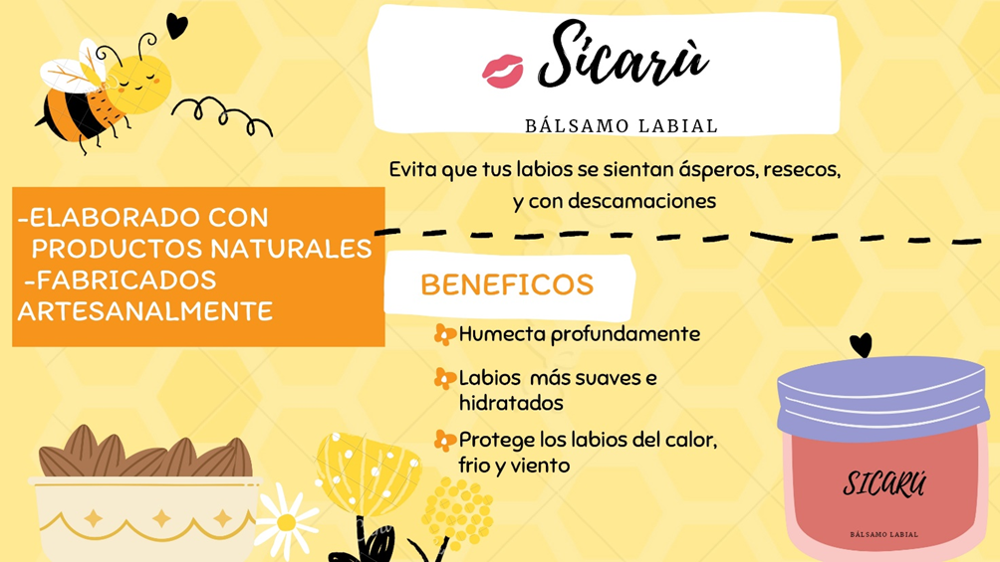 Sícarù
BÁLSAMO LABIAL
Evita que tus labios se sientan ásperos, resecos,
y con descamaciones
-ELABORADO CON
PRODUCTOS NATURALES
-FABRICADOS
ARTESANALMENTE
BENEFICOS
Humecta profundamente
Labios más suaves e
hidratados
Protege los labios del calor,
frio y viento
SICARÚ
BÁLSAMO LABIAL